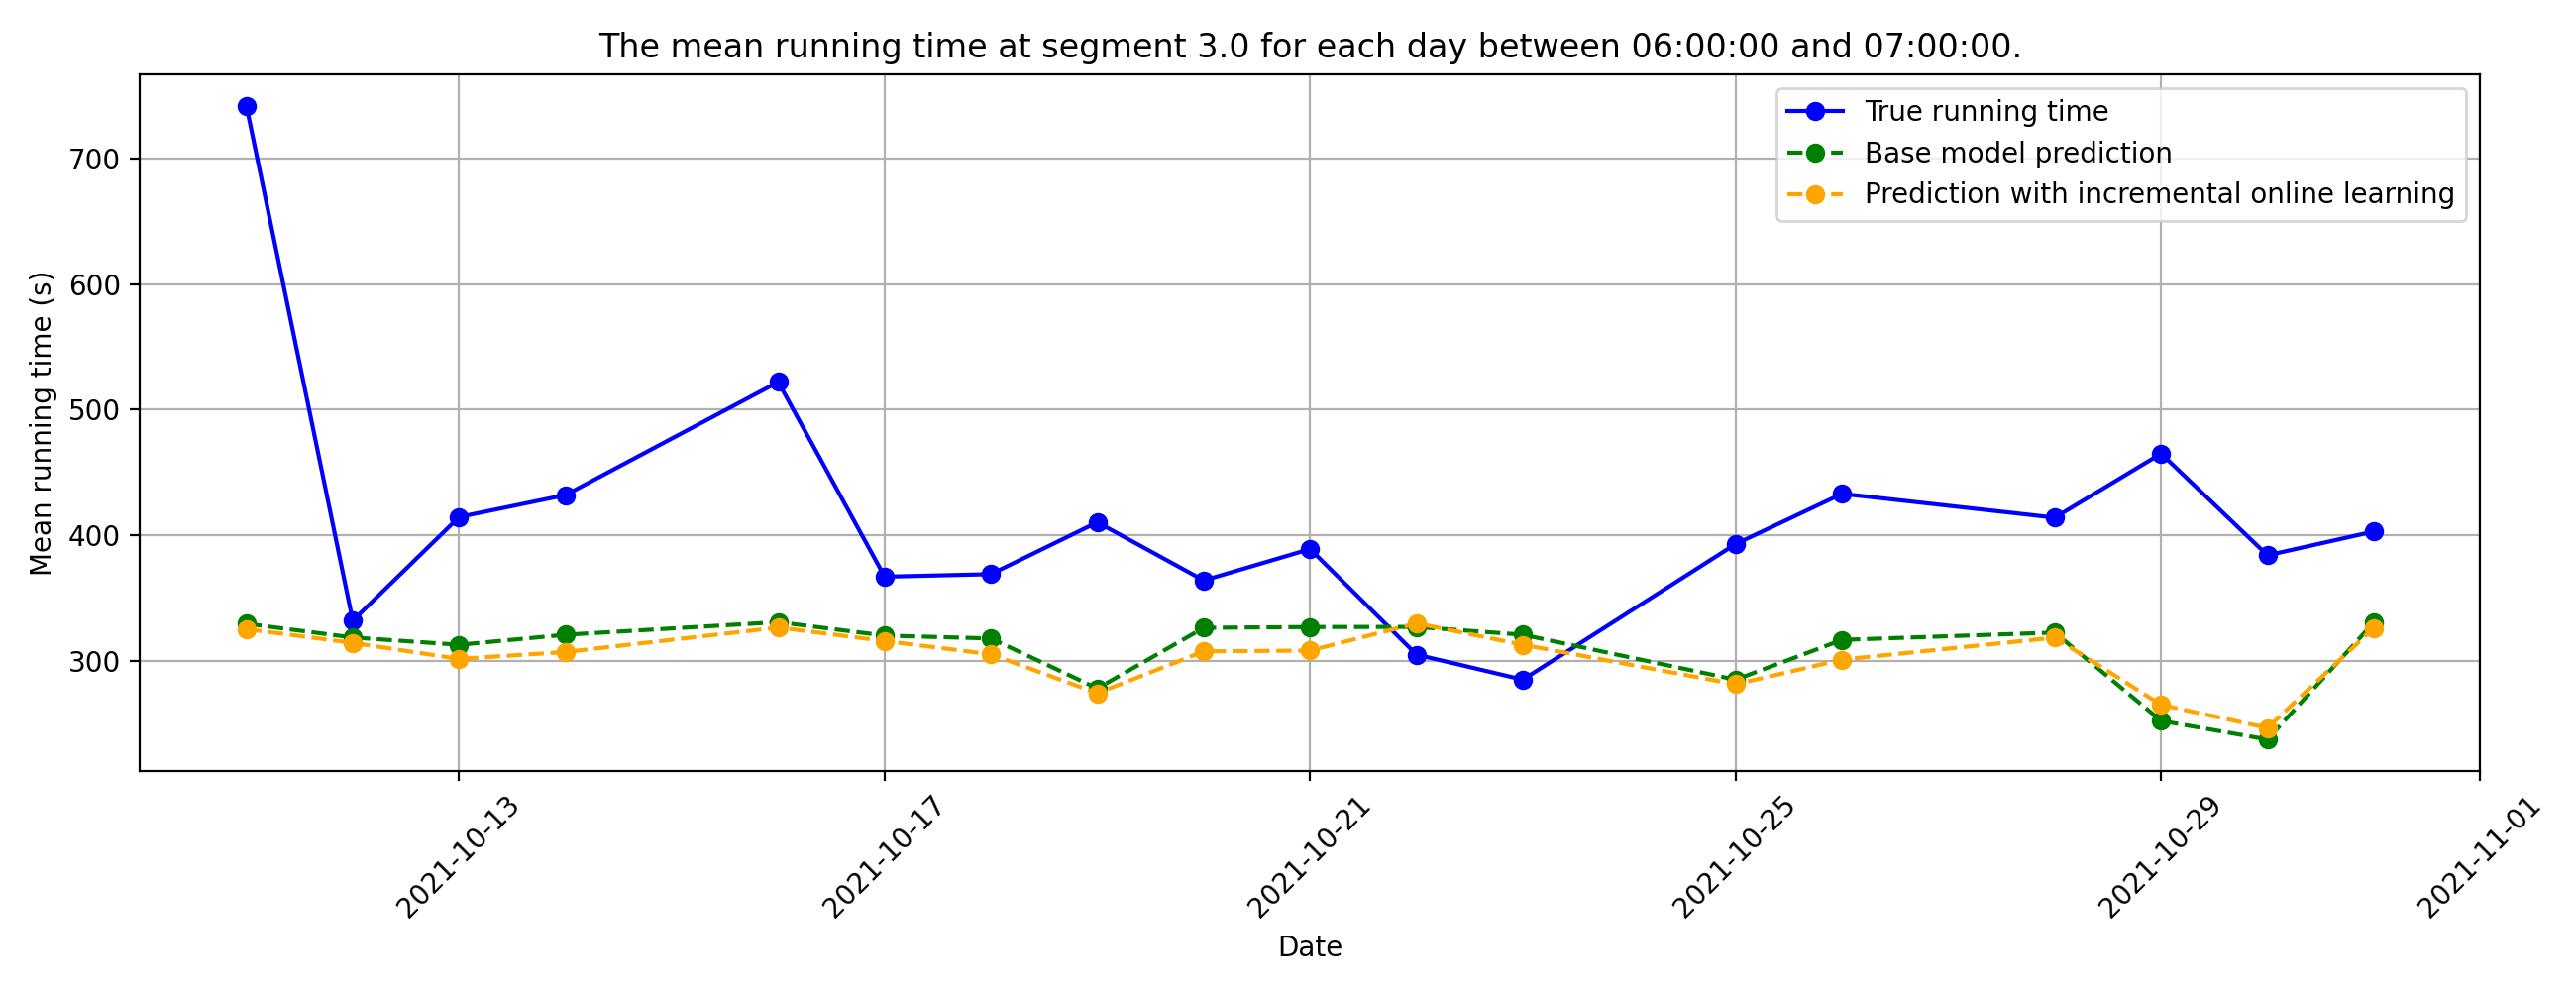 The mean running time at segment 3.0 for each day between 06:00:00 and 07:00:00.
True running time
Base model prediction
Prediction with incremental online learning
Mean running time (s)
700
600
500
400
300
2021-10-13
2021-10-17
2021-10-21
2021-10-25
2021-10-29
2021-11-01
Date